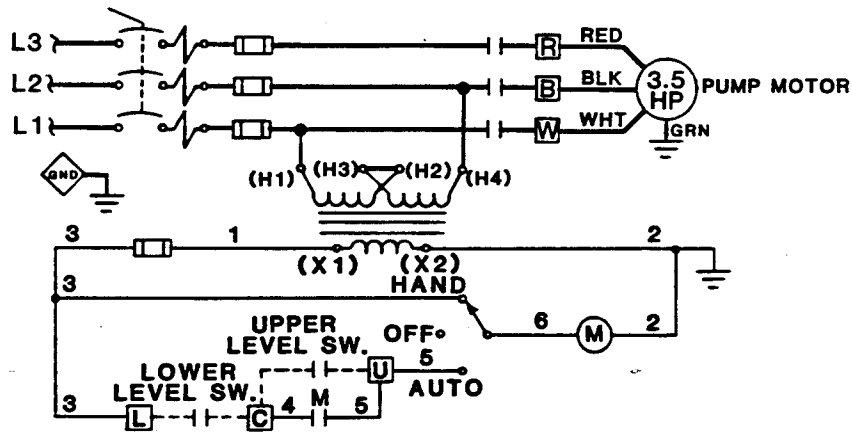 L3 R RED
L2 B BLK 3.5 HP PUMP MOTOR
L1 W WHT GRN
GND
(H1) (H3) (H2) (H4)
3 1 (X1) (X2) 2
3 HAND
UPPER LEVEL SW. OFF 6 M 2
U 5 AUTO
LOWER LEVEL SW.
3 L C 4 M 5